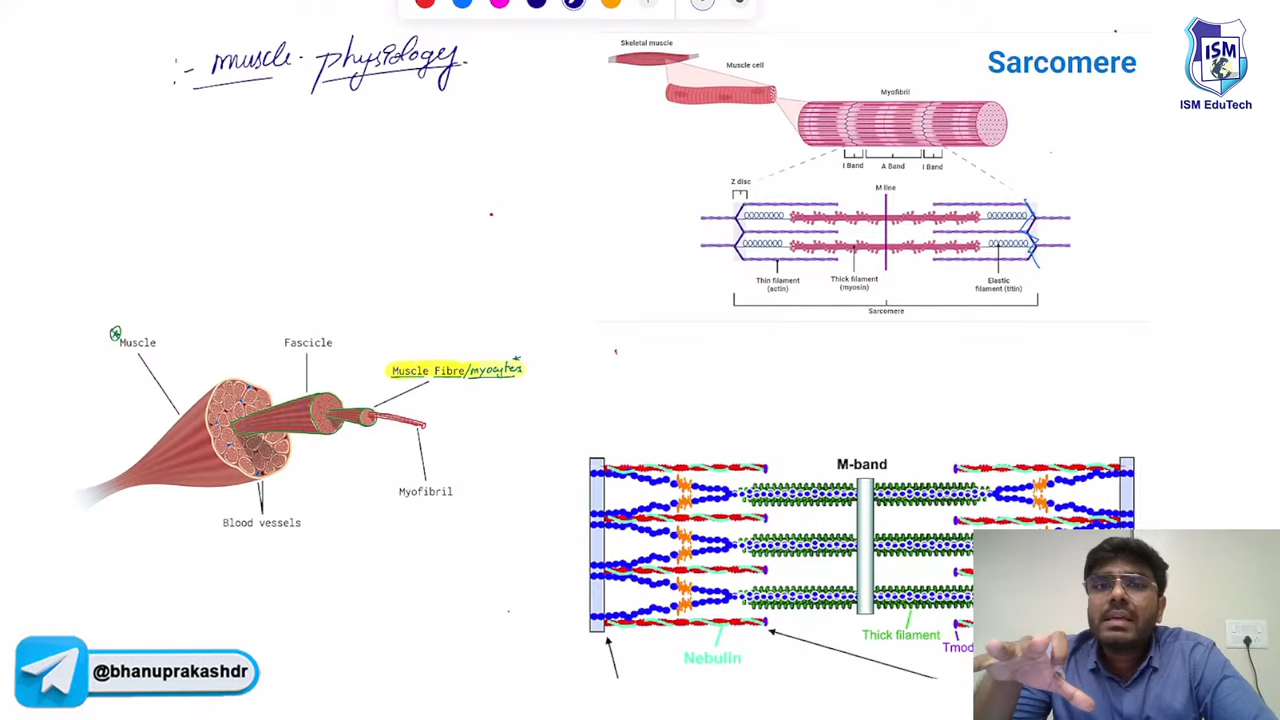 :- muscle. physiology.
Skeletal muscle
Muscle cell
Sarcomere
ISM
ISM EduTech
Myofibril
I Band
A Band
I Band
Z disc
M line
Thin filament
(actin)
Thick filament
(myosin)
Elastic
filament (titin)
Sarcomere
Muscle
Fascicle
Muscle Fibre/myocytes*
Myofibril
Blood vessels
M-band
Thick filament
Nebulin
Tmod
@bhanuprakashdr